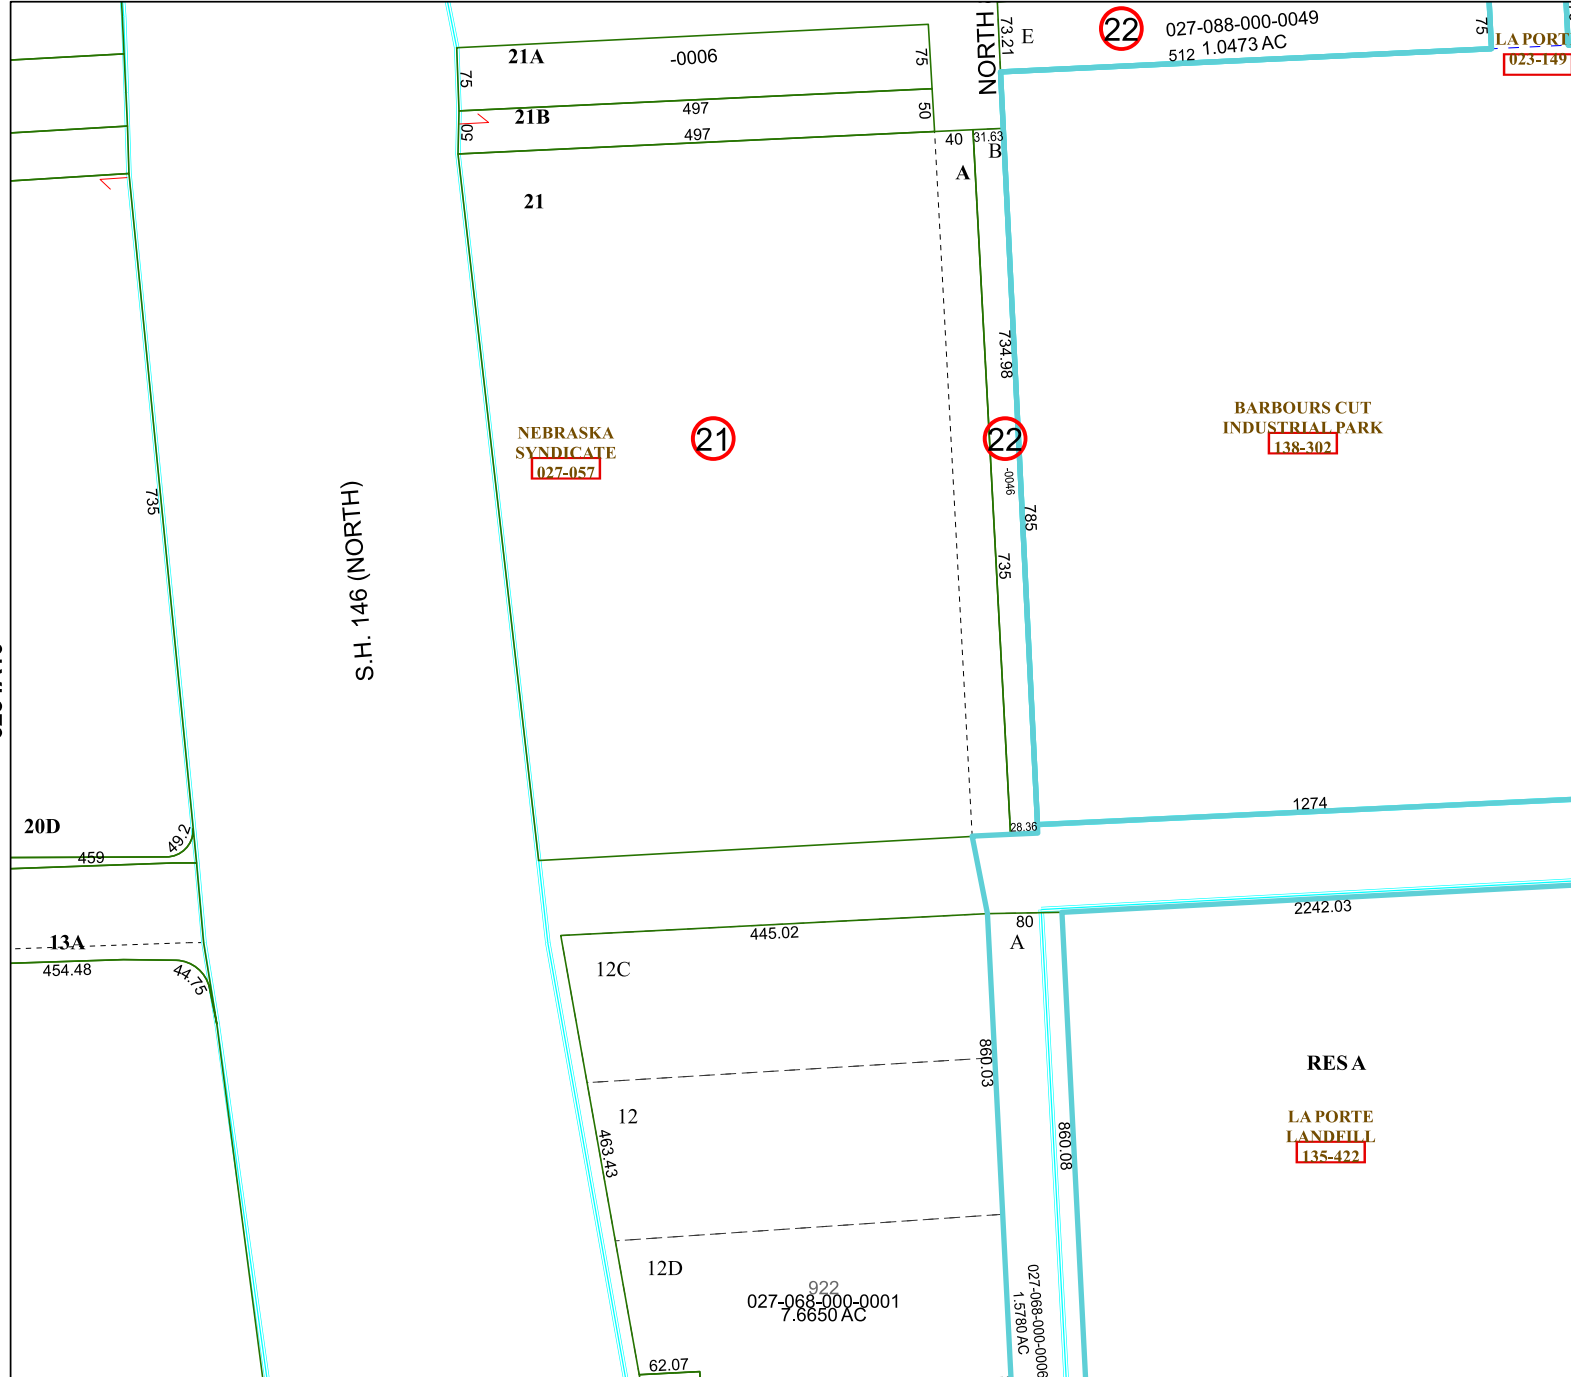 21A
-0006
75
75
21B
497
50
50
497
40
31.63
B
A
21
NORTH
73.21
E
22
027-088-000-0049
512 1.0473 AC
75
LA PORT
023-149
734.98
NEBRASKA
SYNDICATE
027-057
21
22
-0046
785
735
BARBOURS CUT
INDUSTRIAL PARK
138-302
735
S.H. 146 (NORTH)
1274
28.36
20D
49.2
459
13A
454.48
44.75
445.02
80
A
2242.03
12C
860.03
860.08
RES A
LA PORTE
LANDFILL
135-422
12
463.43
12D
922
027-068-000-0001
7.6650 AC
027-068-000-0006
1.5780 AC
62.07